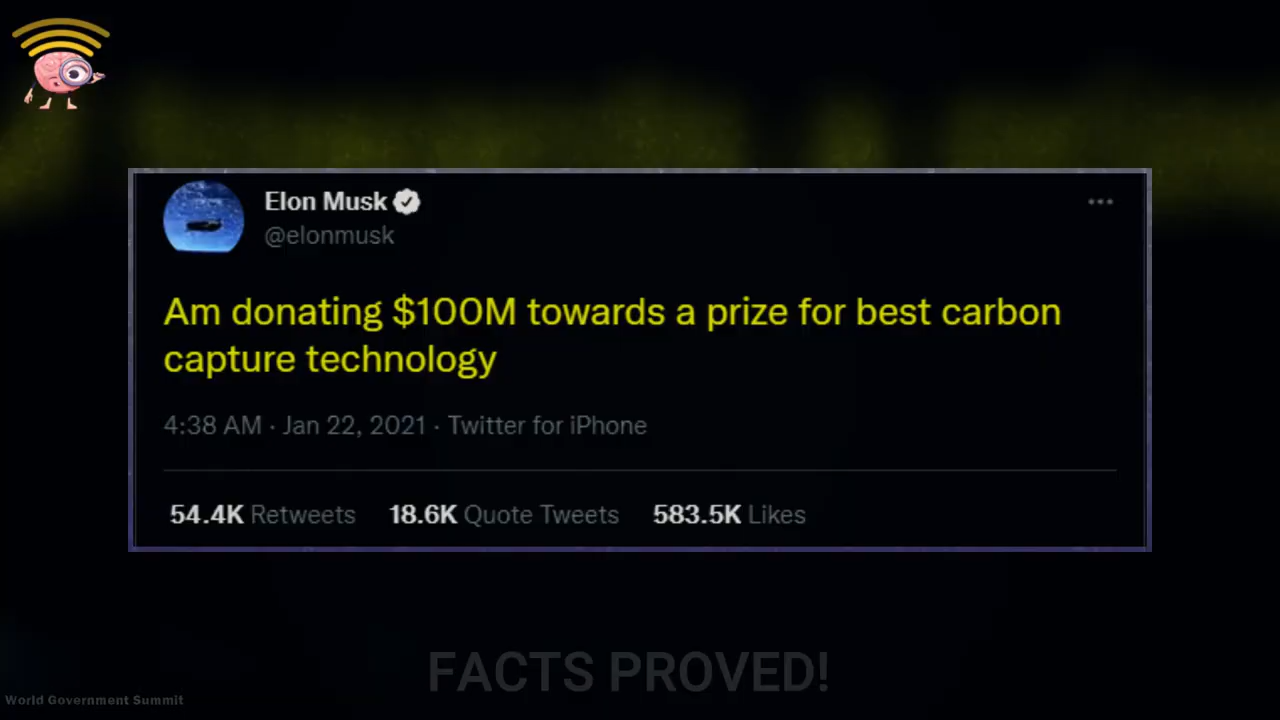 Elon Musk
@elonmusk
Am donating $100M towards a prize for best carbon
capture technology
4:38 AM · Jan 22, 2021 · Twitter for iPhone
54.4K Retweets 18.6K Quote Tweets 583.5K Likes
FACTS PROVED!
World Government Summit